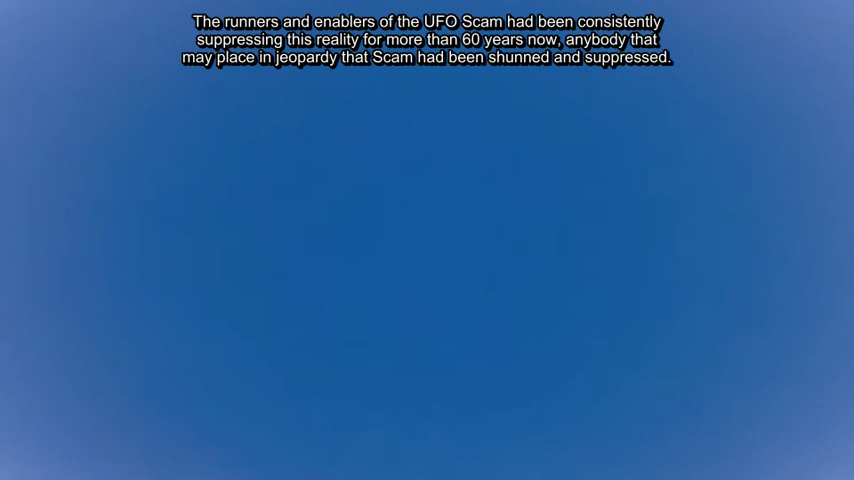 The runners and enablers of the UFO Scam had been consistently
suppressing this reality for more than 60 years now, anybody that
may place in jeopardy that Scam had been shunned and suppressed.